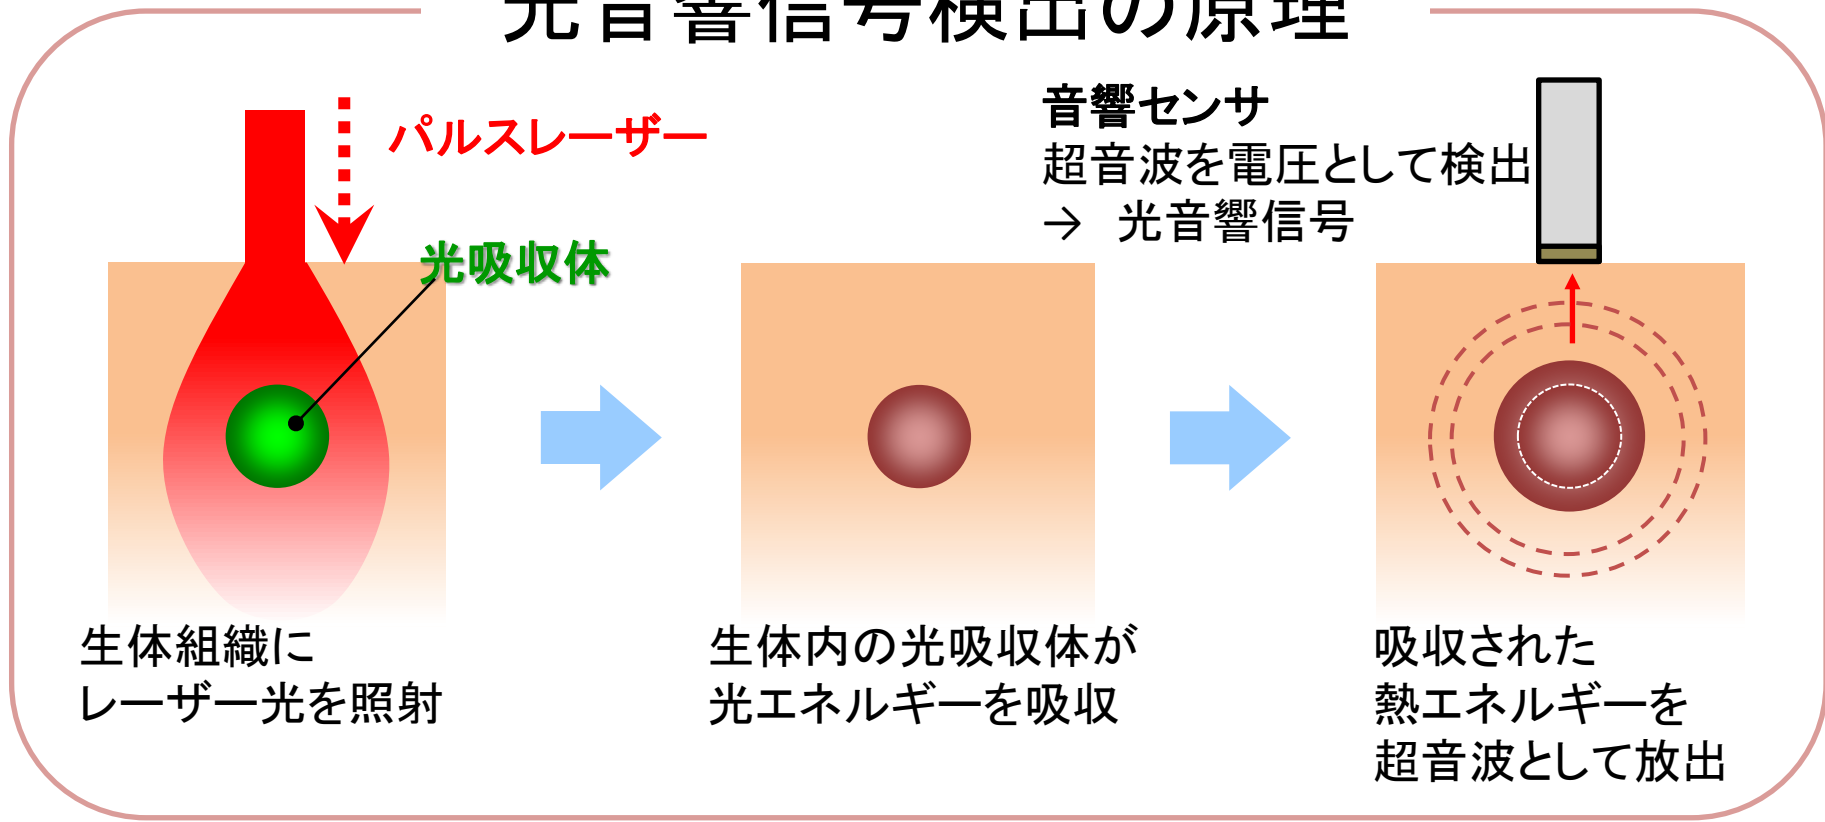 光音響信号検出の原理
パルスレーザー
光吸収体
音響センサ
超音波を電圧として検出
→ 光音響信号
生体組織に
レーザー光を照射
生体内の光吸収体が
光エネルギーを吸収
吸収された
熱エネルギーを
超音波として放出